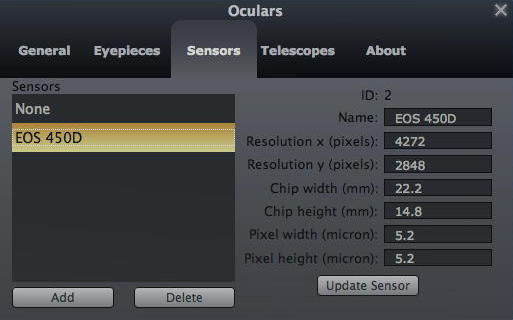 Oculars
General Eyepieces Sensors Telescopes About
Sensors
None
EOS 450D
Add Delete
ID: 2
Name: EOS 450D
Resolution x (pixels): 4272
Resolution y (pixels): 2848
Chip width (mm): 22.2
Chip height (mm): 14.8
Pixel width (micron): 5.2
Pixel height (micron): 5.2
Update Sensor